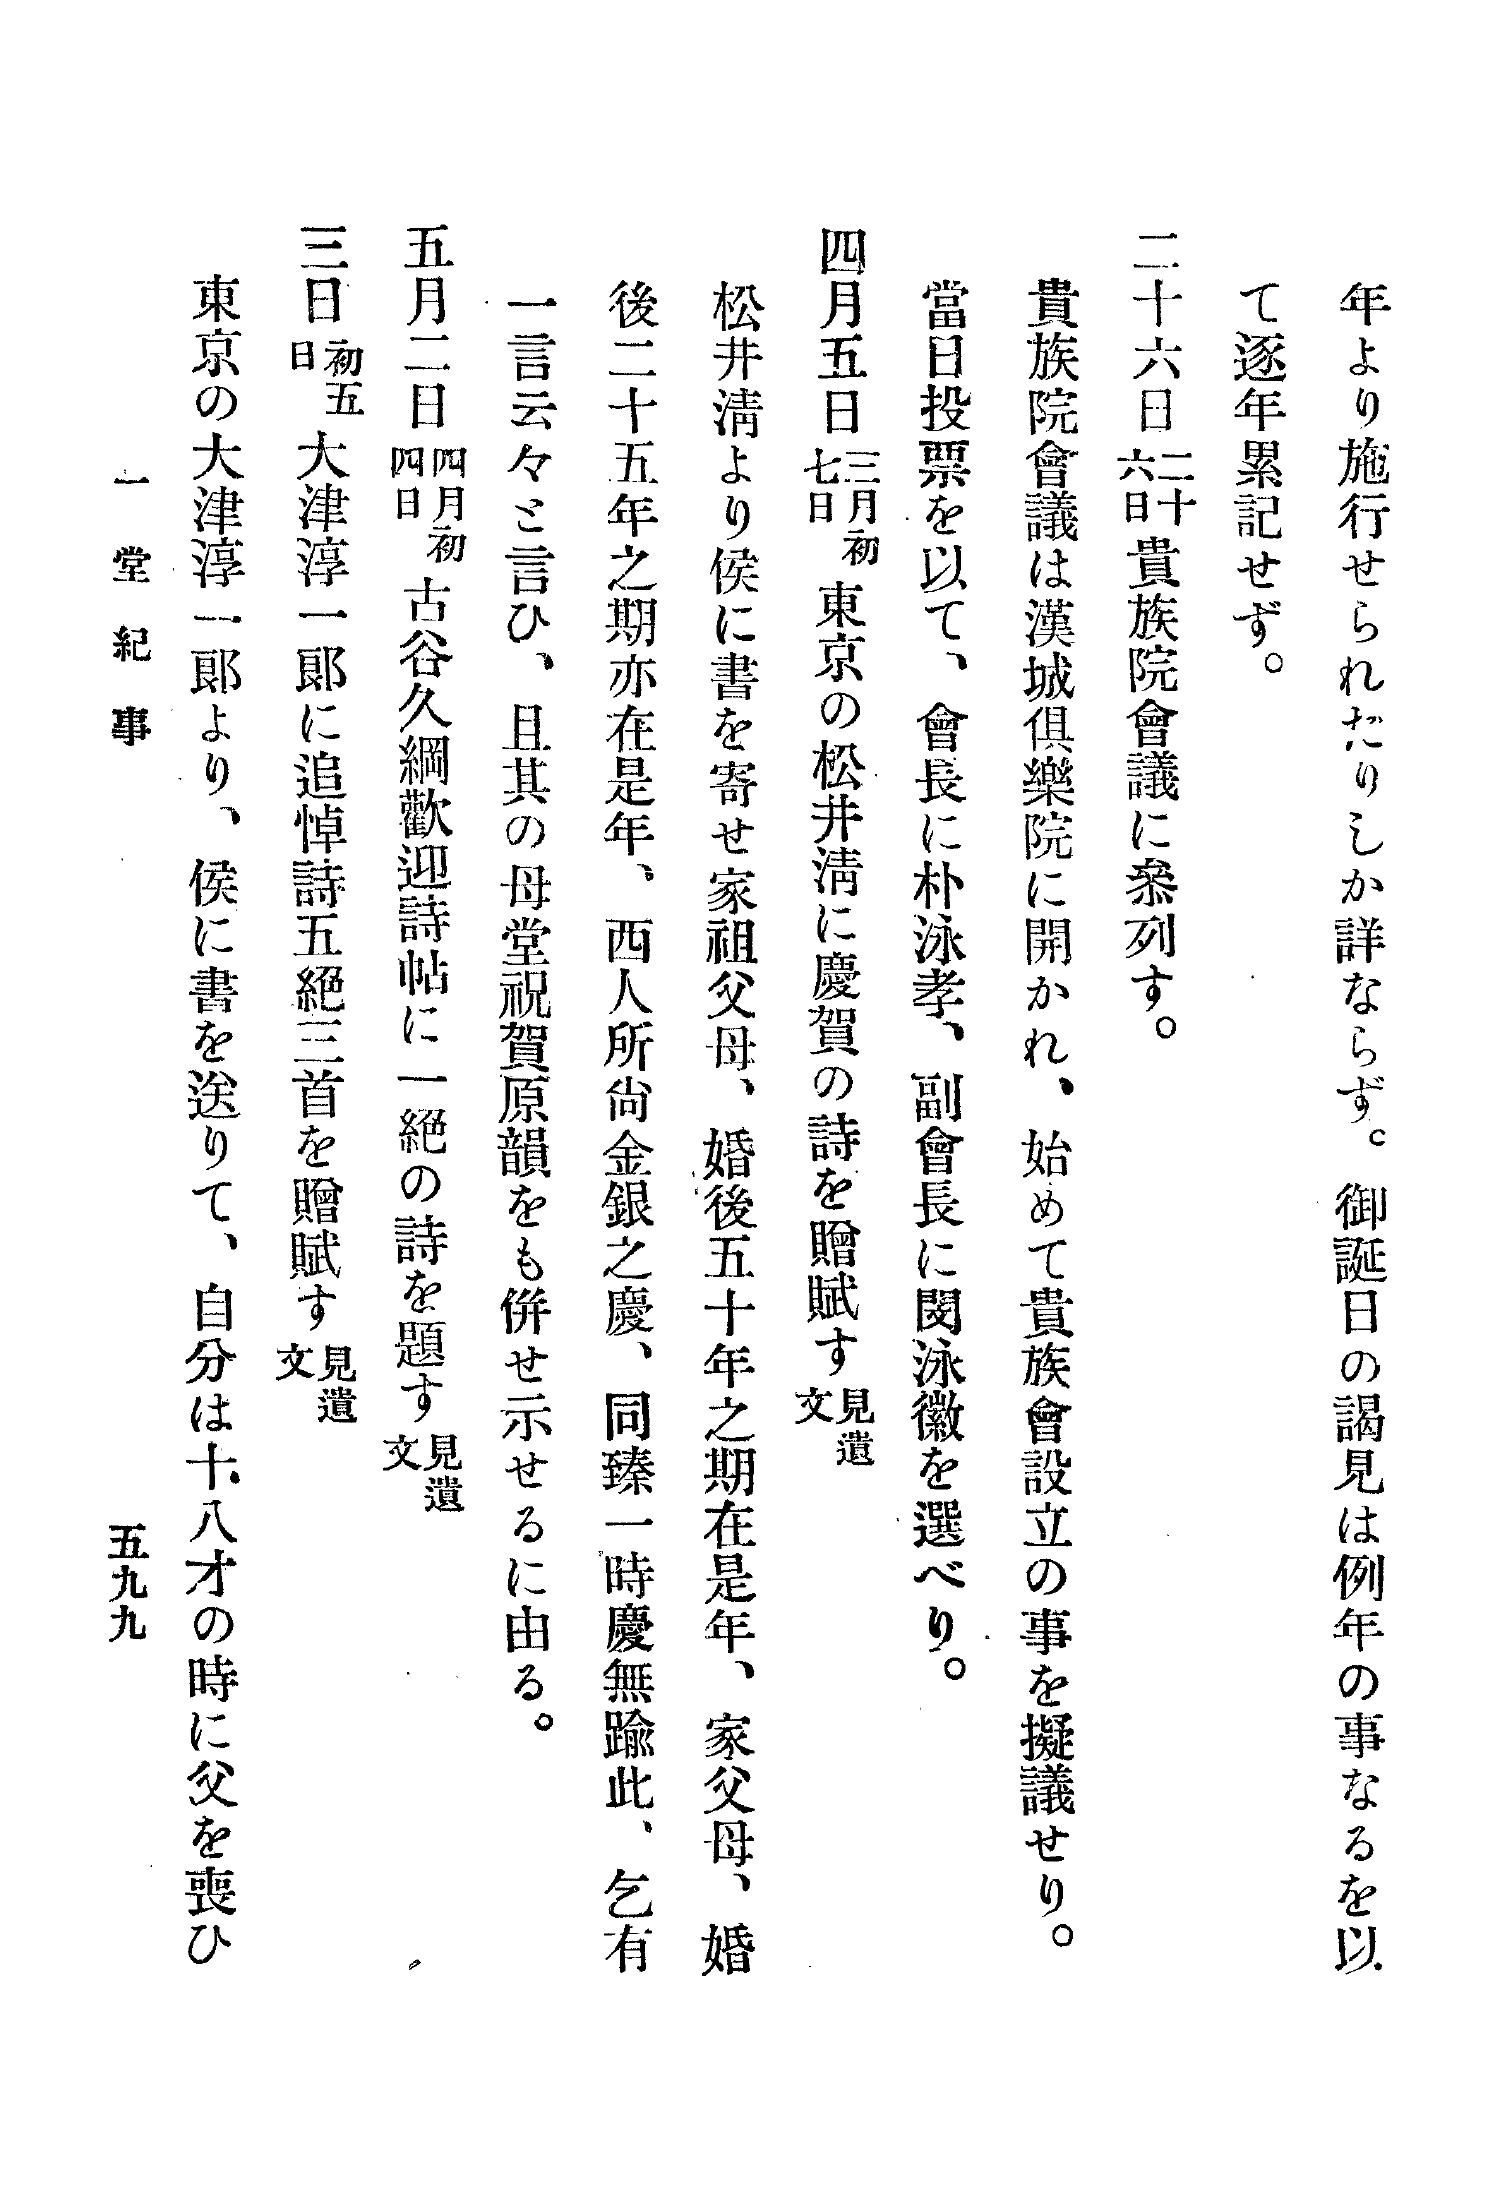 年より施行せられたりしか詳ならず。御誕日の謁見は例年の事なるを以
て逐年累記せず。
二十六日二十六日貴族院會議に叅列す。
貴族院會議は漢城倶樂院に開かれ、始めて貴族會設立の事を擬議せり。
當日投票を以て、會長に朴泳孝、副會長に閔泳徽を選べり。
四月五日三月初七日東京の松井淸に慶賀の詩を贈賦す見遺文
松井淸より侯に書を寄せ家祖父母、婚後五十年之期在是年、家父母、婚
後二十五年之期亦在是年、西人所尙金銀之慶、同臻一時慶無踰此、乞有
一言云々と言ひ、且其の母堂祝賀原韻をも併せ示せるに由る。
五月二日四月初四日古谷久綱歡迎詩帖に一絕の詩を題す見遺文
三日初五日大津淳一郞に追悼詩五絕三首を贈賦す見遺文
東京の大津淳一郞より、侯に書を送りて、自分は十八才の時に父を喪ひ
一堂紀事
五九九